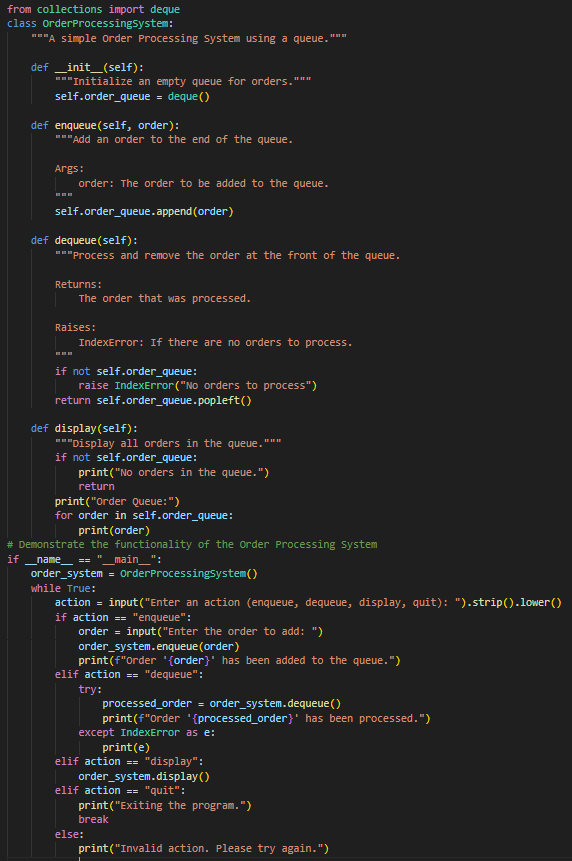 from collections import deque
class OrderProcessingSystem:
    """A simple Order Processing System using a queue."""

    def __init__(self):
        """Initialize an empty queue for orders."""
        self.order_queue = deque()

    def enqueue(self, order):
        """Add an order to the end of the queue.

        Args:
            order: The order to be added to the queue.
        """
        self.order_queue.append(order)

    def dequeue(self):
        """Process and remove the order at the front of the queue.

        Returns:
            The order that was processed.

        Raises:
            IndexError: If there are no orders to process.
        """
        if not self.order_queue:
            raise IndexError("No orders to process")
        return self.order_queue.popleft()

    def display(self):
        """Display all orders in the queue."""
        if not self.order_queue:
            print("No orders in the queue.")
            return
        print("Order Queue:")
        for order in self.order_queue:
            print(order)
# Demonstrate the functionality of the Order Processing System
if __name__ == "__main__":
    order_system = OrderProcessingSystem()
    while True:
        action = input("Enter an action (enqueue, dequeue, display, quit): ").strip().lower()
        if action == "enqueue":
            order = input("Enter the order to add: ")
            order_system.enqueue(order)
            print(f"Order '{order}' has been added to the queue.")
        elif action == "dequeue":
            try:
                processed_order = order_system.dequeue()
                print(f"Order '{processed_order}' has been processed.")
            except IndexError as e:
                print(e)
        elif action == "display":
            order_system.display()
        elif action == "quit":
            print("Exiting the program.")
            break
        else:
            print("Invalid action. Please try again.")